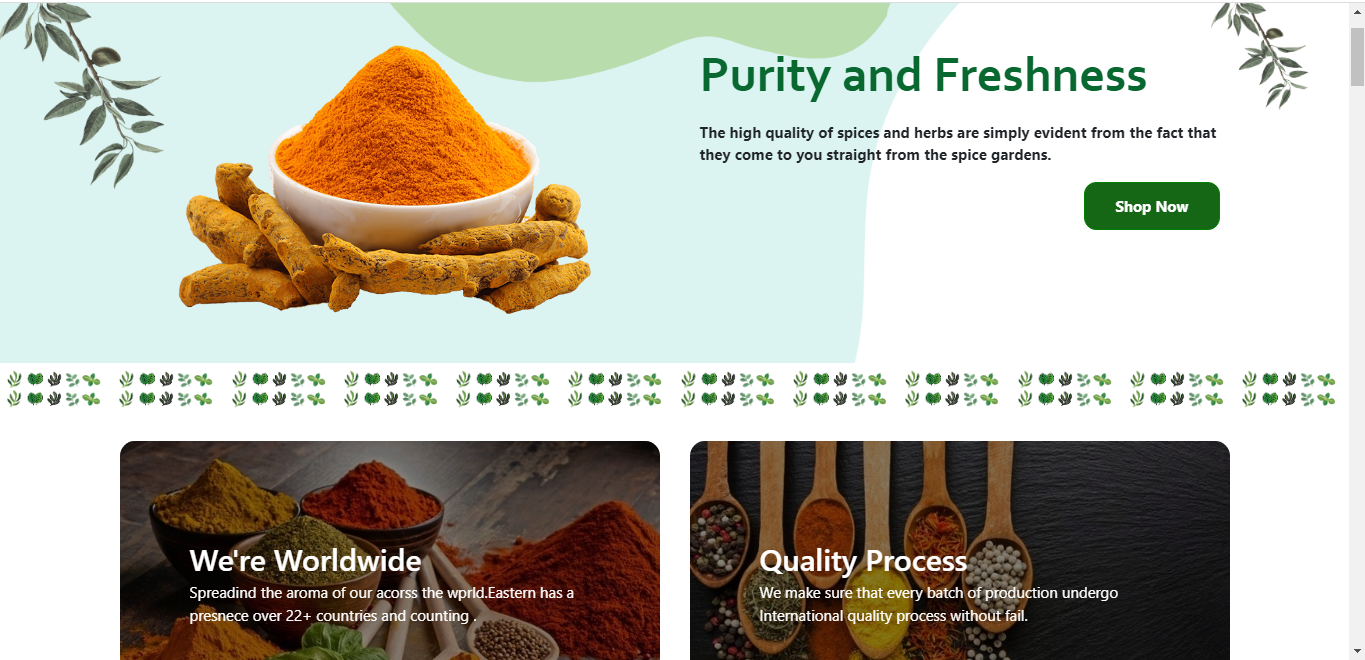 Purity and Freshness
The high quality of spices and herbs are simply evident from the fact that
they come to you straight from the spice gardens.
Shop Now
We're Worldwide
Spreadind the aroma of our acorss the wprld.Eastern has a
presnece over 22+ countries and counting .
Quality Process
We make sure that every batch of production undergo
International quality process without fail.